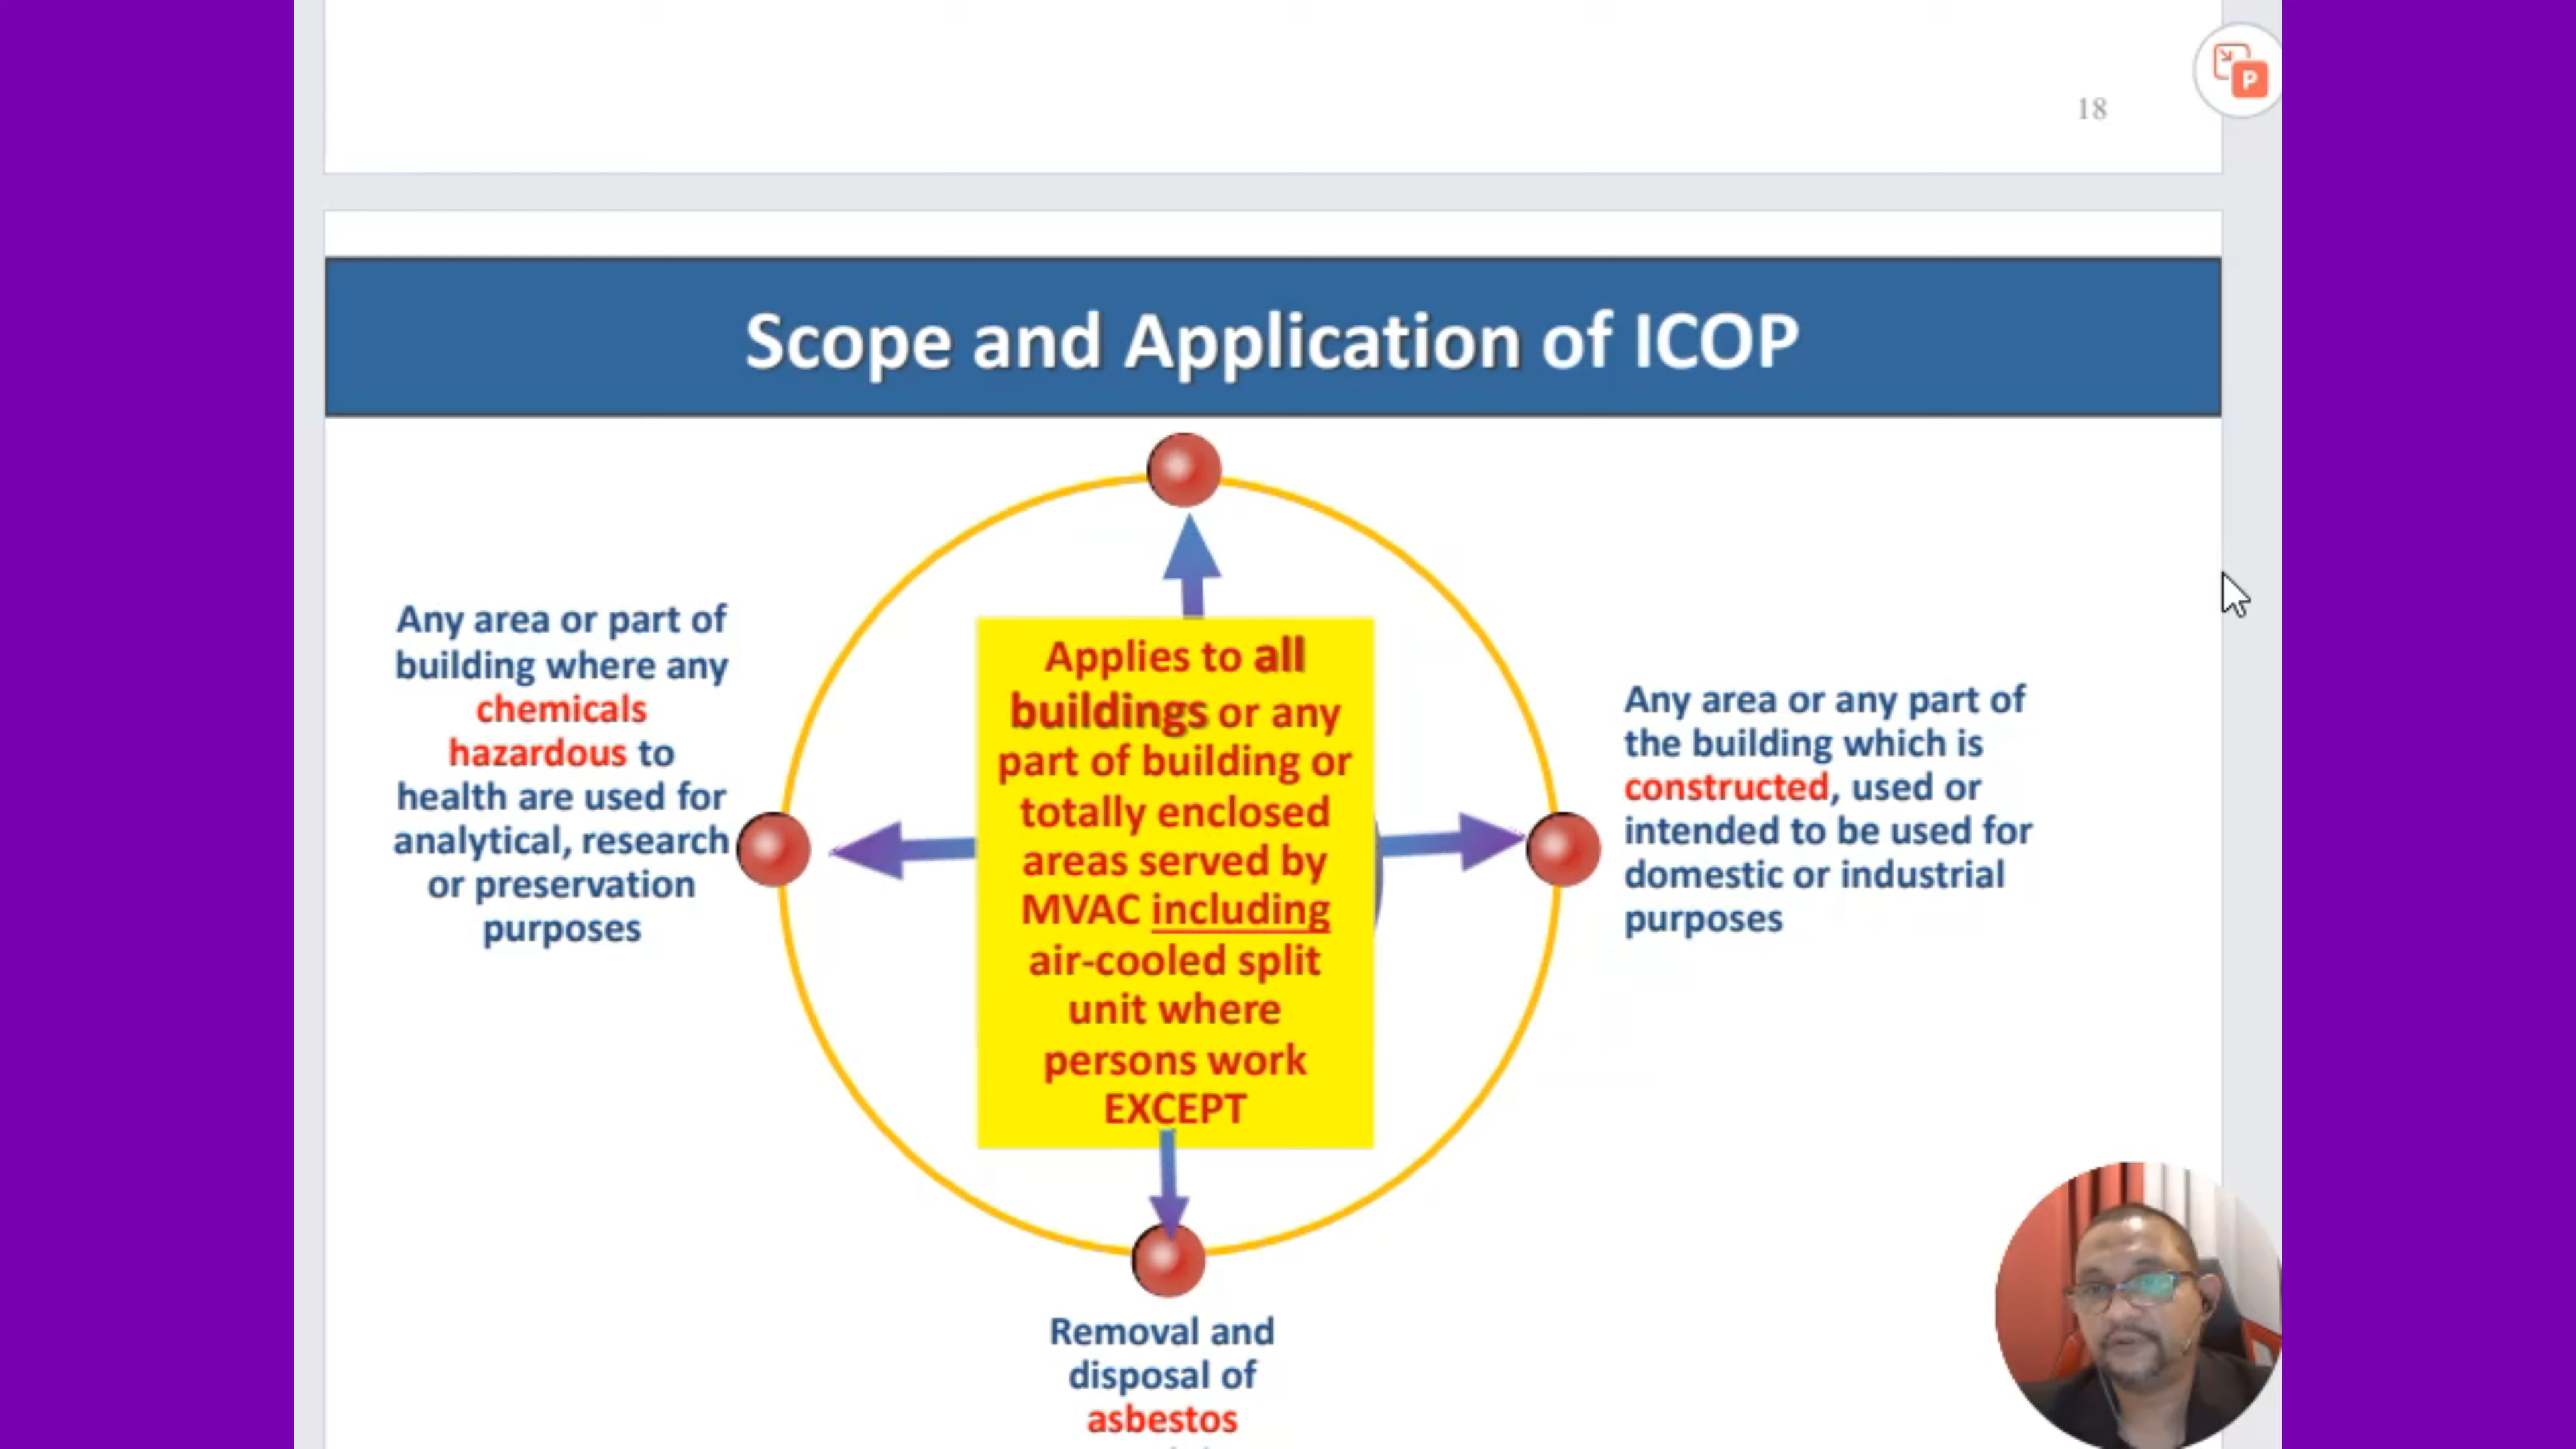 P
18
Scope and Application of ICOP
Any area or part of
building where any
chemicals
hazardous to
health are used for
analytical, research
or preservation
purposes
Applies to all
buildings or any
part of building or
totally enclosed
areas served by
MVAC including
air-cooled split
unit where
persons work
EXCEPT
Any area or any part of
the building which is
constructed, used or
intended to be used for
domestic or industrial
purposes
Removal and
disposal of
asbestos